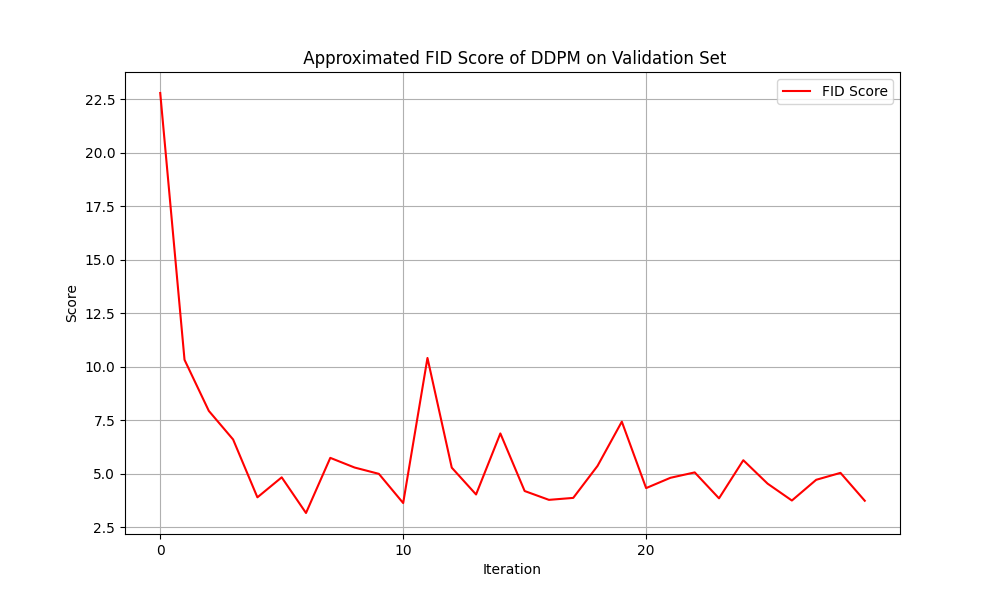 Approximated FID Score of DDPM on Validation Set
FID Score
22.5
20.0
17.5
15.0
12.5
10.0
7.5
5.0
2.5
Score
0 10 20
Iteration